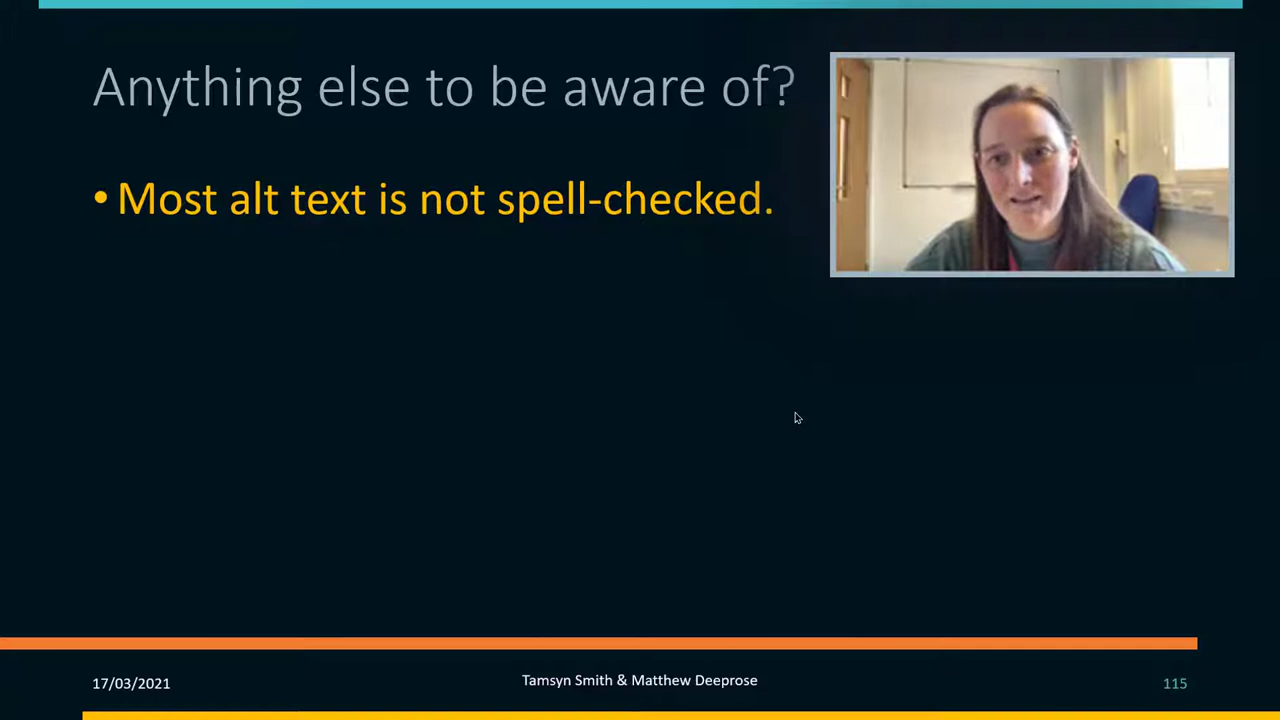 Anything else to be aware of?
• Most alt text is not spell-checked.
17/03/2021
Tamsyn Smith & Matthew Deeprose
115